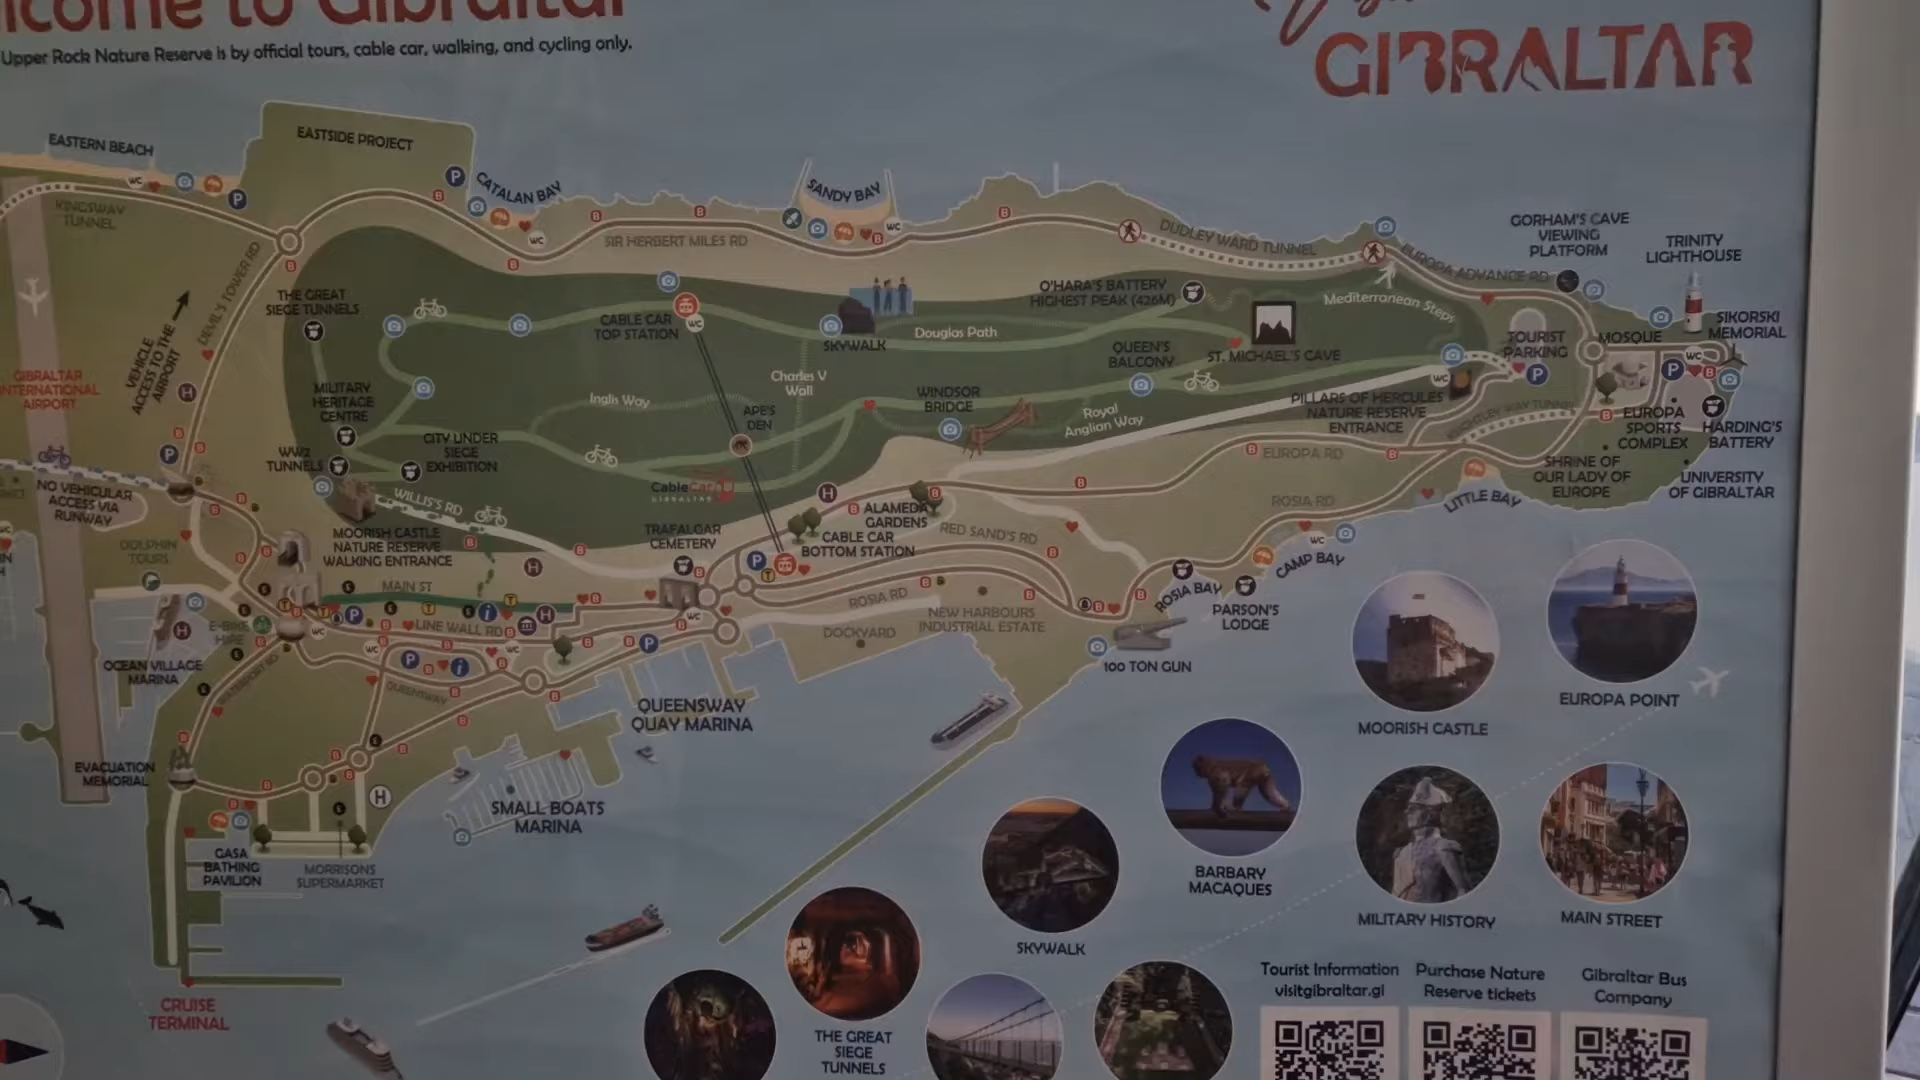 lcome to Gibraltar
Upper Rock Nature Reserve is by official tours, cable car, walking, and cycling only.
Visit
GIBRALTAR
EASTERN BEACH
EASTSIDE PROJECT
CATALAN BAY
SANDY BAY
KINGSWAY
TUNNEL
SIR HERBERT MILES RD
DUDLEY WARD TUNNEL
EUROPA ADVANCE RD
GORHAM'S CAVE
VIEWING
PLATFORM
TRINITY
LIGHTHOUSE
DEVIL'S TOWER RD
VEHICLE
ACCESS TO THE
AIRPORT
THE GREAT
SIEGE TUNNELS
CABLE CAR
TOP STATION
SKYWALK
Douglas Path
O'HARA'S BATTERY
HIGHEST PEAK (426M)
Mediterranean Steps
ST. MICHAEL'S CAVE
QUEEN'S
BALCONY
TOURIST
PARKING
MOSQUE
SIKORSKI
MEMORIAL
GIBRALTAR
INTERNATIONAL
AIRPORT
MILITARY
HERITAGE
CENTRE
Inglis Way
Charles V
Wall
APE'S
DEN
WINDSOR
BRIDGE
Royal
Anglian Way
PILLARS OF HERCULES
NATURE RESERVE
ENTRANCE
KNIGHTLEY WAY TUNNEL
EUROPA
SPORTS
COMPLEX
HARDING'S
BATTERY
WW2
TUNNELS
CITY UNDER
SIEGE
EXHIBITION
CableCar
GIBRALTAR
WILLIS'S RD
EUROPA RD
SHRINE OF
OUR LADY OF
EUROPE
UNIVERSITY
OF GIBRALTAR
NO VEHICULAR
ACCESS VIA
RUNWAY
MOORISH CASTLE
NATURE RESERVE
WALKING ENTRANCE
TRAFALGAR
CEMETERY
ALAMEDA
GARDENS
CABLE CAR
BOTTOM STATION
RED SAND'S RD
ROSIA RD
LITTLE BAY
CAMP BAY
DOLPHIN
TOURS
MAIN ST
ROSIA RD
NEW HARBOURS
INDUSTRIAL ESTATE
ROSIA BAY
PARSON'S
LODGE
E-BIKE
HIRE
LINE WALL RD
DOCKYARD
100 TON GUN
OCEAN VILLAGE
MARINA
WATERPORT RD
QUEENSWAY
QUEENSWAY
QUAY MARINA
EVACUATION
MEMORIAL
SMALL BOATS
MARINA
GASA
BATHING
PAVILION
MORRISONS
SUPERMARKET
CRUISE
TERMINAL
MOORISH CASTLE
EUROPA POINT
BARBARY
MACAQUES
MILITARY HISTORY
MAIN STREET
SKYWALK
THE GREAT
SIEGE
TUNNELS
Tourist Information
visitgibraltar.gi
Purchase Nature
Reserve tickets
Gibraltar Bus
Company